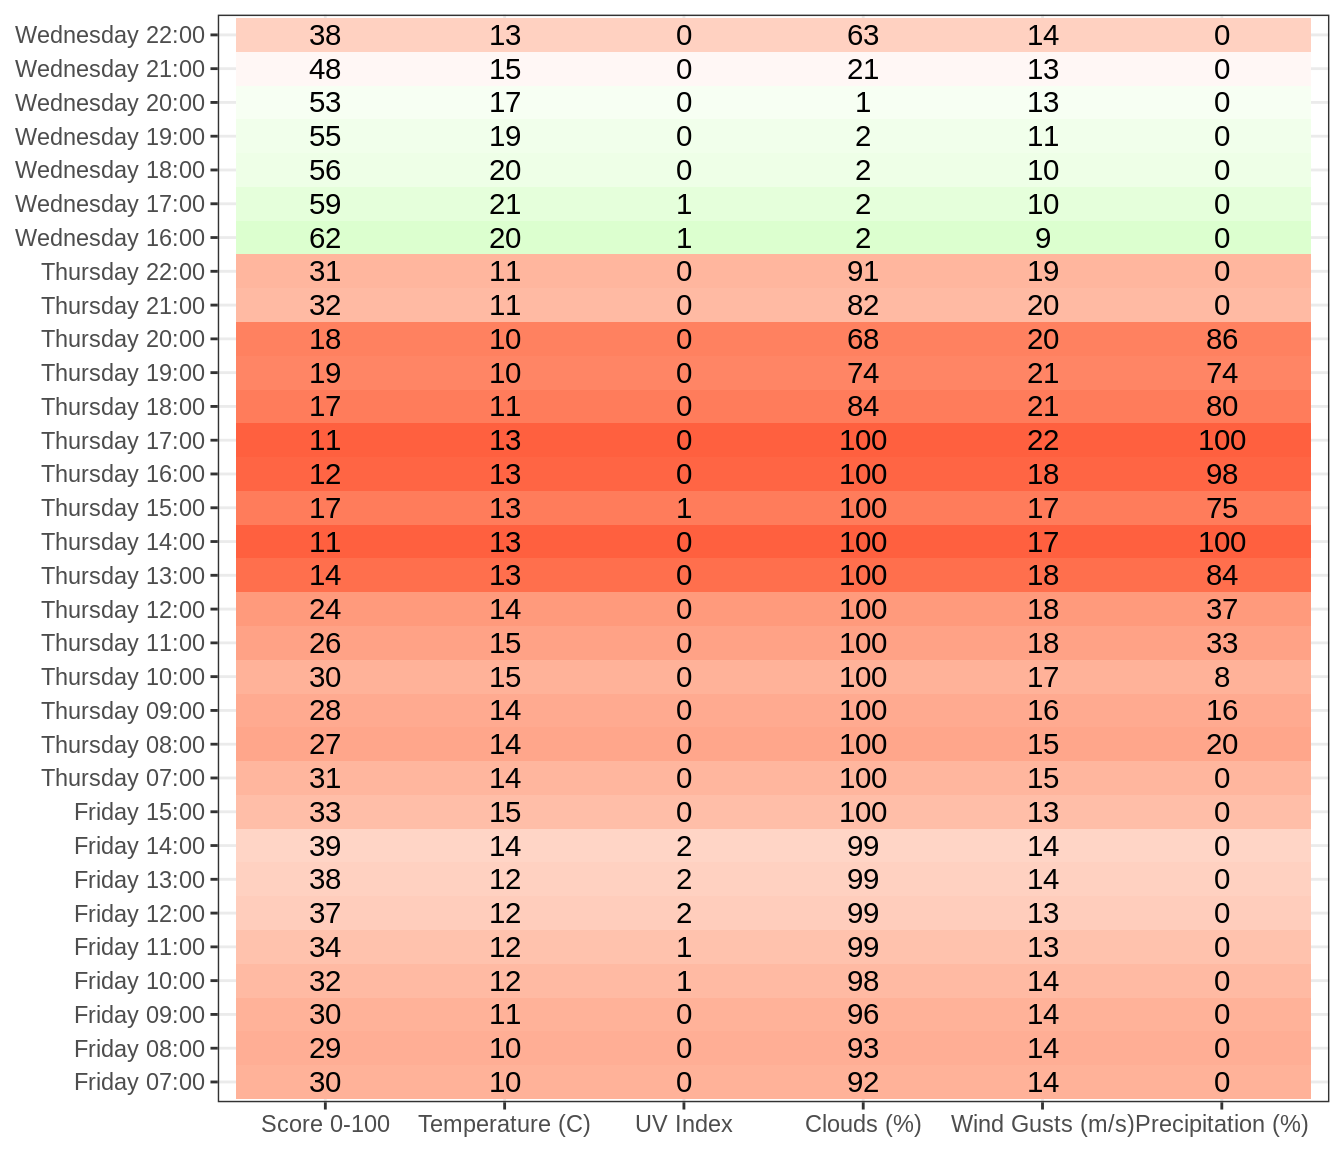 Wednesday 22:00 38 13 0 63 14 0
Wednesday 21:00 48 15 0 21 13 0
Wednesday 20:00 53 17 0 1 13 0
Wednesday 19:00 55 19 0 2 11 0
Wednesday 18:00 56 20 0 2 10 0
Wednesday 17:00 59 21 1 2 10 0
Wednesday 16:00 62 20 1 2 9 0
Thursday 22:00 31 11 0 91 19 0
Thursday 21:00 32 11 0 82 20 0
Thursday 20:00 18 10 0 68 20 86
Thursday 19:00 19 10 0 74 21 74
Thursday 18:00 17 11 0 84 21 80
Thursday 17:00 11 13 0 100 22 100
Thursday 16:00 12 13 0 100 18 98
Thursday 15:00 17 13 1 100 17 75
Thursday 14:00 11 13 0 100 17 100
Thursday 13:00 14 13 0 100 18 84
Thursday 12:00 24 14 0 100 18 37
Thursday 11:00 26 15 0 100 18 33
Thursday 10:00 30 15 0 100 17 8
Thursday 09:00 28 14 0 100 16 16
Thursday 08:00 27 14 0 100 15 20
Thursday 07:00 31 14 0 100 15 0
Friday 15:00 33 15 0 100 13 0
Friday 14:00 39 14 2 99 14 0
Friday 13:00 38 12 2 99 14 0
Friday 12:00 37 12 2 99 13 0
Friday 11:00 34 12 1 99 13 0
Friday 10:00 32 12 1 98 14 0
Friday 09:00 30 11 0 96 14 0
Friday 08:00 29 10 0 93 14 0
Friday 07:00 30 10 0 92 14 0
Score 0-100 Temperature (C) UV Index Clouds (%) Wind Gusts (m/s) Precipitation (%)